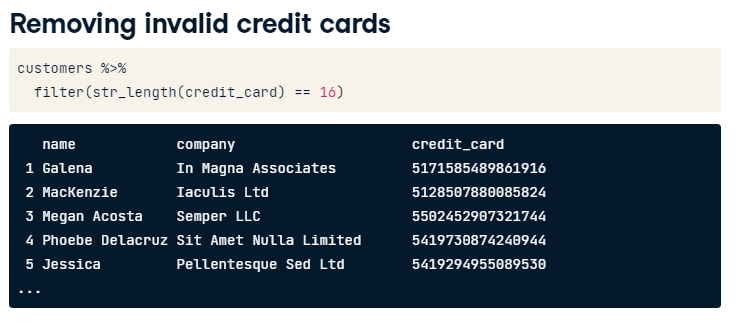 Removing invalid credit cards
customers %>%
filter(str_length(credit_card) == 16)
name company credit_card
1 Galena In Magna Associates 5171585489861916
2 MacKenzie Iaculis Ltd 5128507880085824
3 Megan Acosta Semper LLC 5502452907321744
4 Phoebe Delacruz Sit Amet Nulla Limited 5419730874240944
5 Jessica Pellentesque Sed Ltd 5419294955089530
...